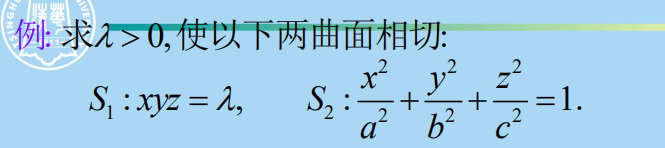 例: 求λ > 0, 使以下两曲面相切:
S₁ : xyz = λ, S₂ : x²/a² + y²/b² + z²/c² = 1.